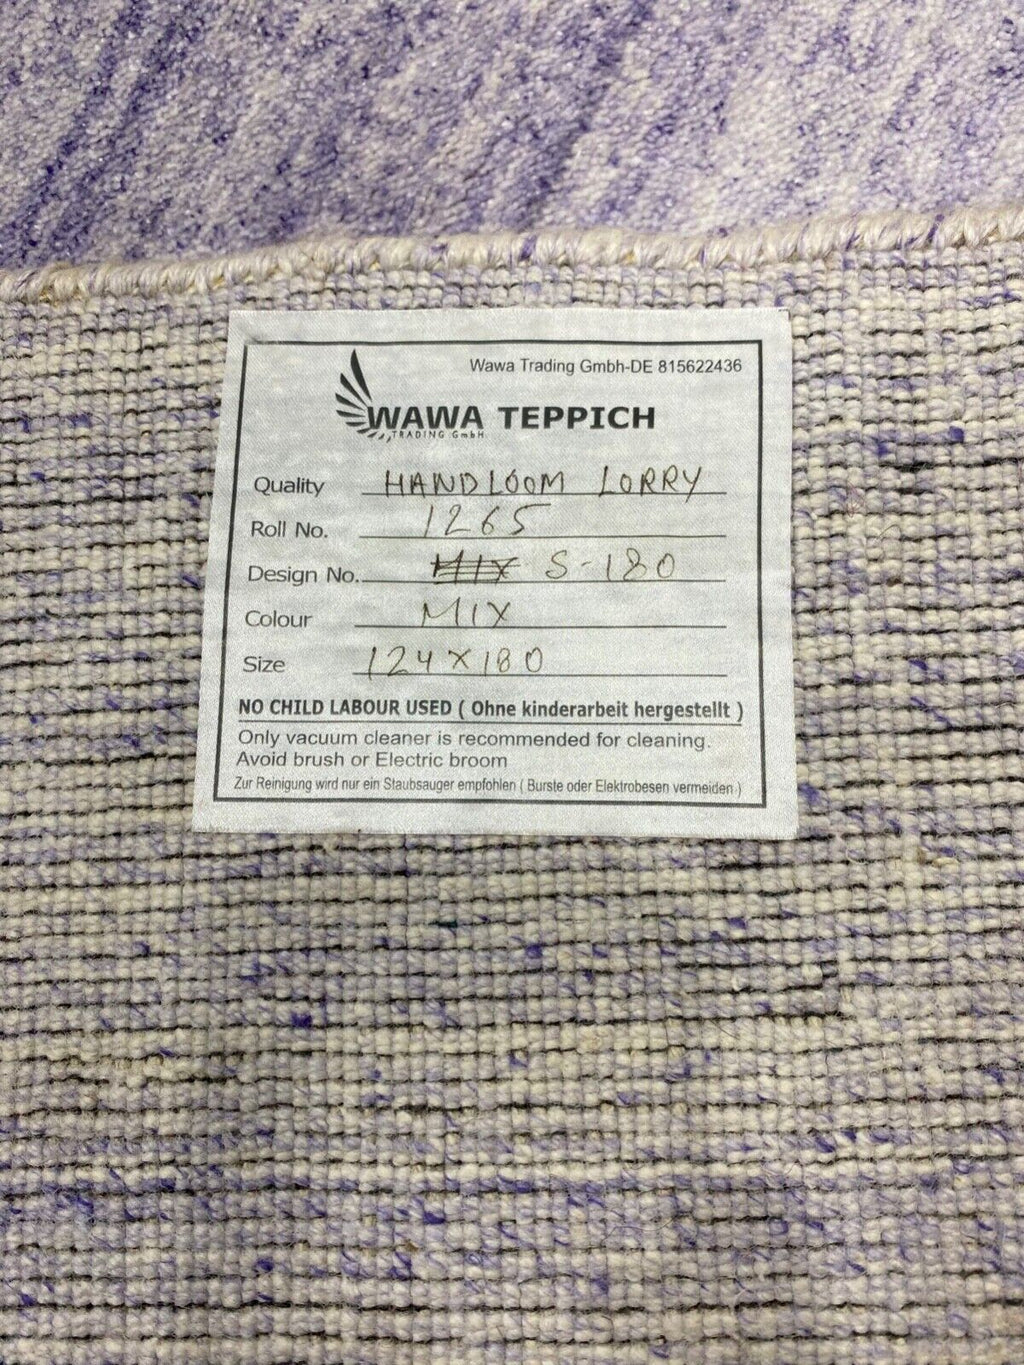 Wawa Trading Gmbh-DE 815622436
WAWA TEPPICH
TRADING GmbH
Quality HANDLOOM LORRY
Roll No. 1265
Design No. MIX S-180
Colour MIX
Size 124X180
NO CHILD LABOUR USED ( Ohne kinderarbeit hergestellt )
Only vacuum cleaner is recommended for cleaning.
Avoid brush or Electric broom
Zur Reinigung wird nur ein Staubsauger empfohlen ( Burste oder Elektrobesen vermeiden )